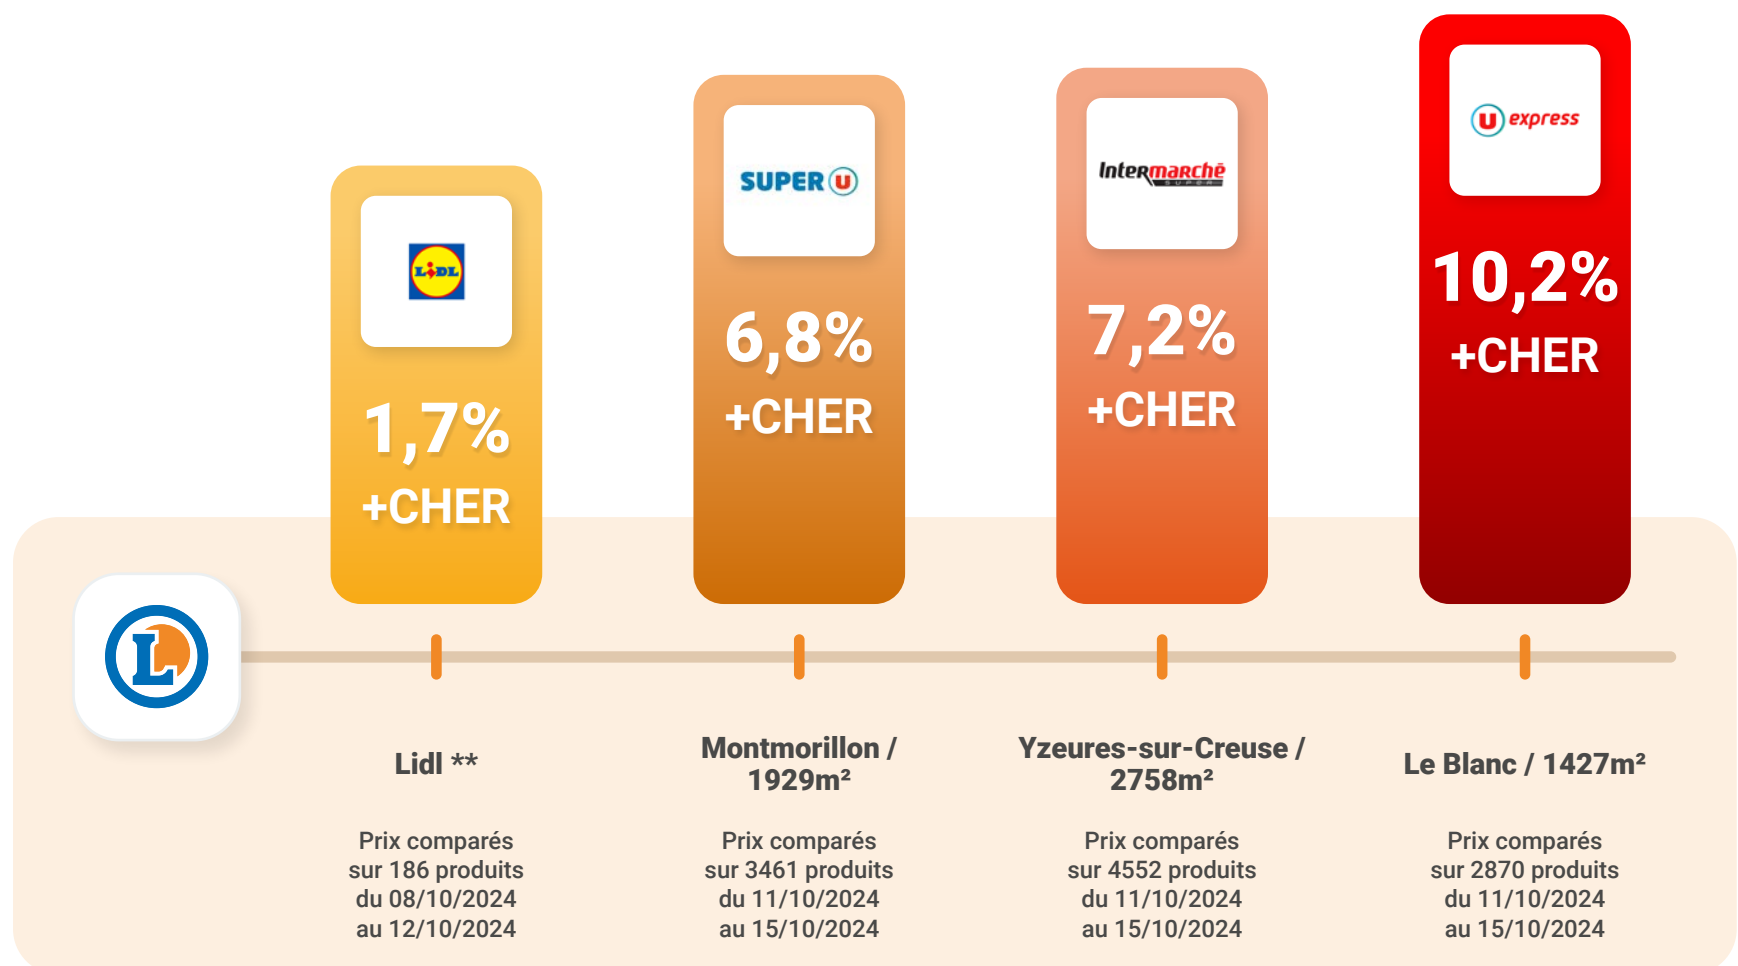 LIDL
1,7%
+CHER
SUPER U
6,8%
+CHER
Intermarchē
SUPER
7,2%
+CHER
U express
10,2%
+CHER
L
Lidl **
Prix comparés
sur 186 produits
du 08/10/2024
au 12/10/2024
Montmorillon /
1929m²
Prix comparés
sur 3461 produits
du 11/10/2024
au 15/10/2024
Yzeures-sur-Creuse /
2758m²
Prix comparés
sur 4552 produits
du 11/10/2024
au 15/10/2024
Le Blanc / 1427m²
Prix comparés
sur 2870 produits
du 11/10/2024
au 15/10/2024